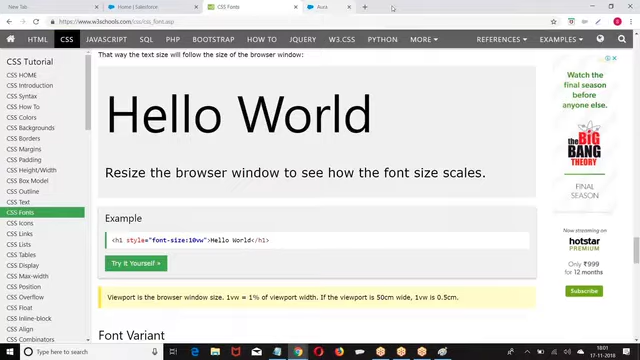 New Tab
Home | Salesforce
CSS Fonts
Aura
https://www.w3schools.com/css/css_font.asp
HTML CSS JAVASCRIPT SQL PHP BOOTSTRAP HOW TO JQUERY W3.CSS PYTHON MORE REFERENCES EXAMPLES
CSS Tutorial
CSS HOME
CSS Introduction
CSS Syntax
CSS How To
CSS Colors
CSS Backgrounds
CSS Borders
CSS Margins
CSS Padding
CSS Height/Width
CSS Box Model
CSS Outline
CSS Text
CSS Fonts
CSS Icons
CSS Links
CSS Lists
CSS Tables
CSS Display
CSS Max-width
CSS Position
CSS Overflow
CSS Float
CSS Inline-block
CSS Align
CSS Combinators
That way the text size will follow the size of the browser window:
Hello World
Resize the browser window to see how the font size scales.
Example
<h1 style="font-size:10vw">Hello World</h1>
Try it Yourself »
Viewport is the browser window size. 1vw = 1% of viewport width. If the viewport is 50cm wide, 1vw is 0.5cm.
Font Variant
Watch the
final season
before
anyone else.
the
BIG
BANG
THEORY
FINAL
SEASON
Now streaming on
hotstar
PREMIUM
Only ₹999
for 12 months
Subscribe
Type here to search
18:01
17-11-2018